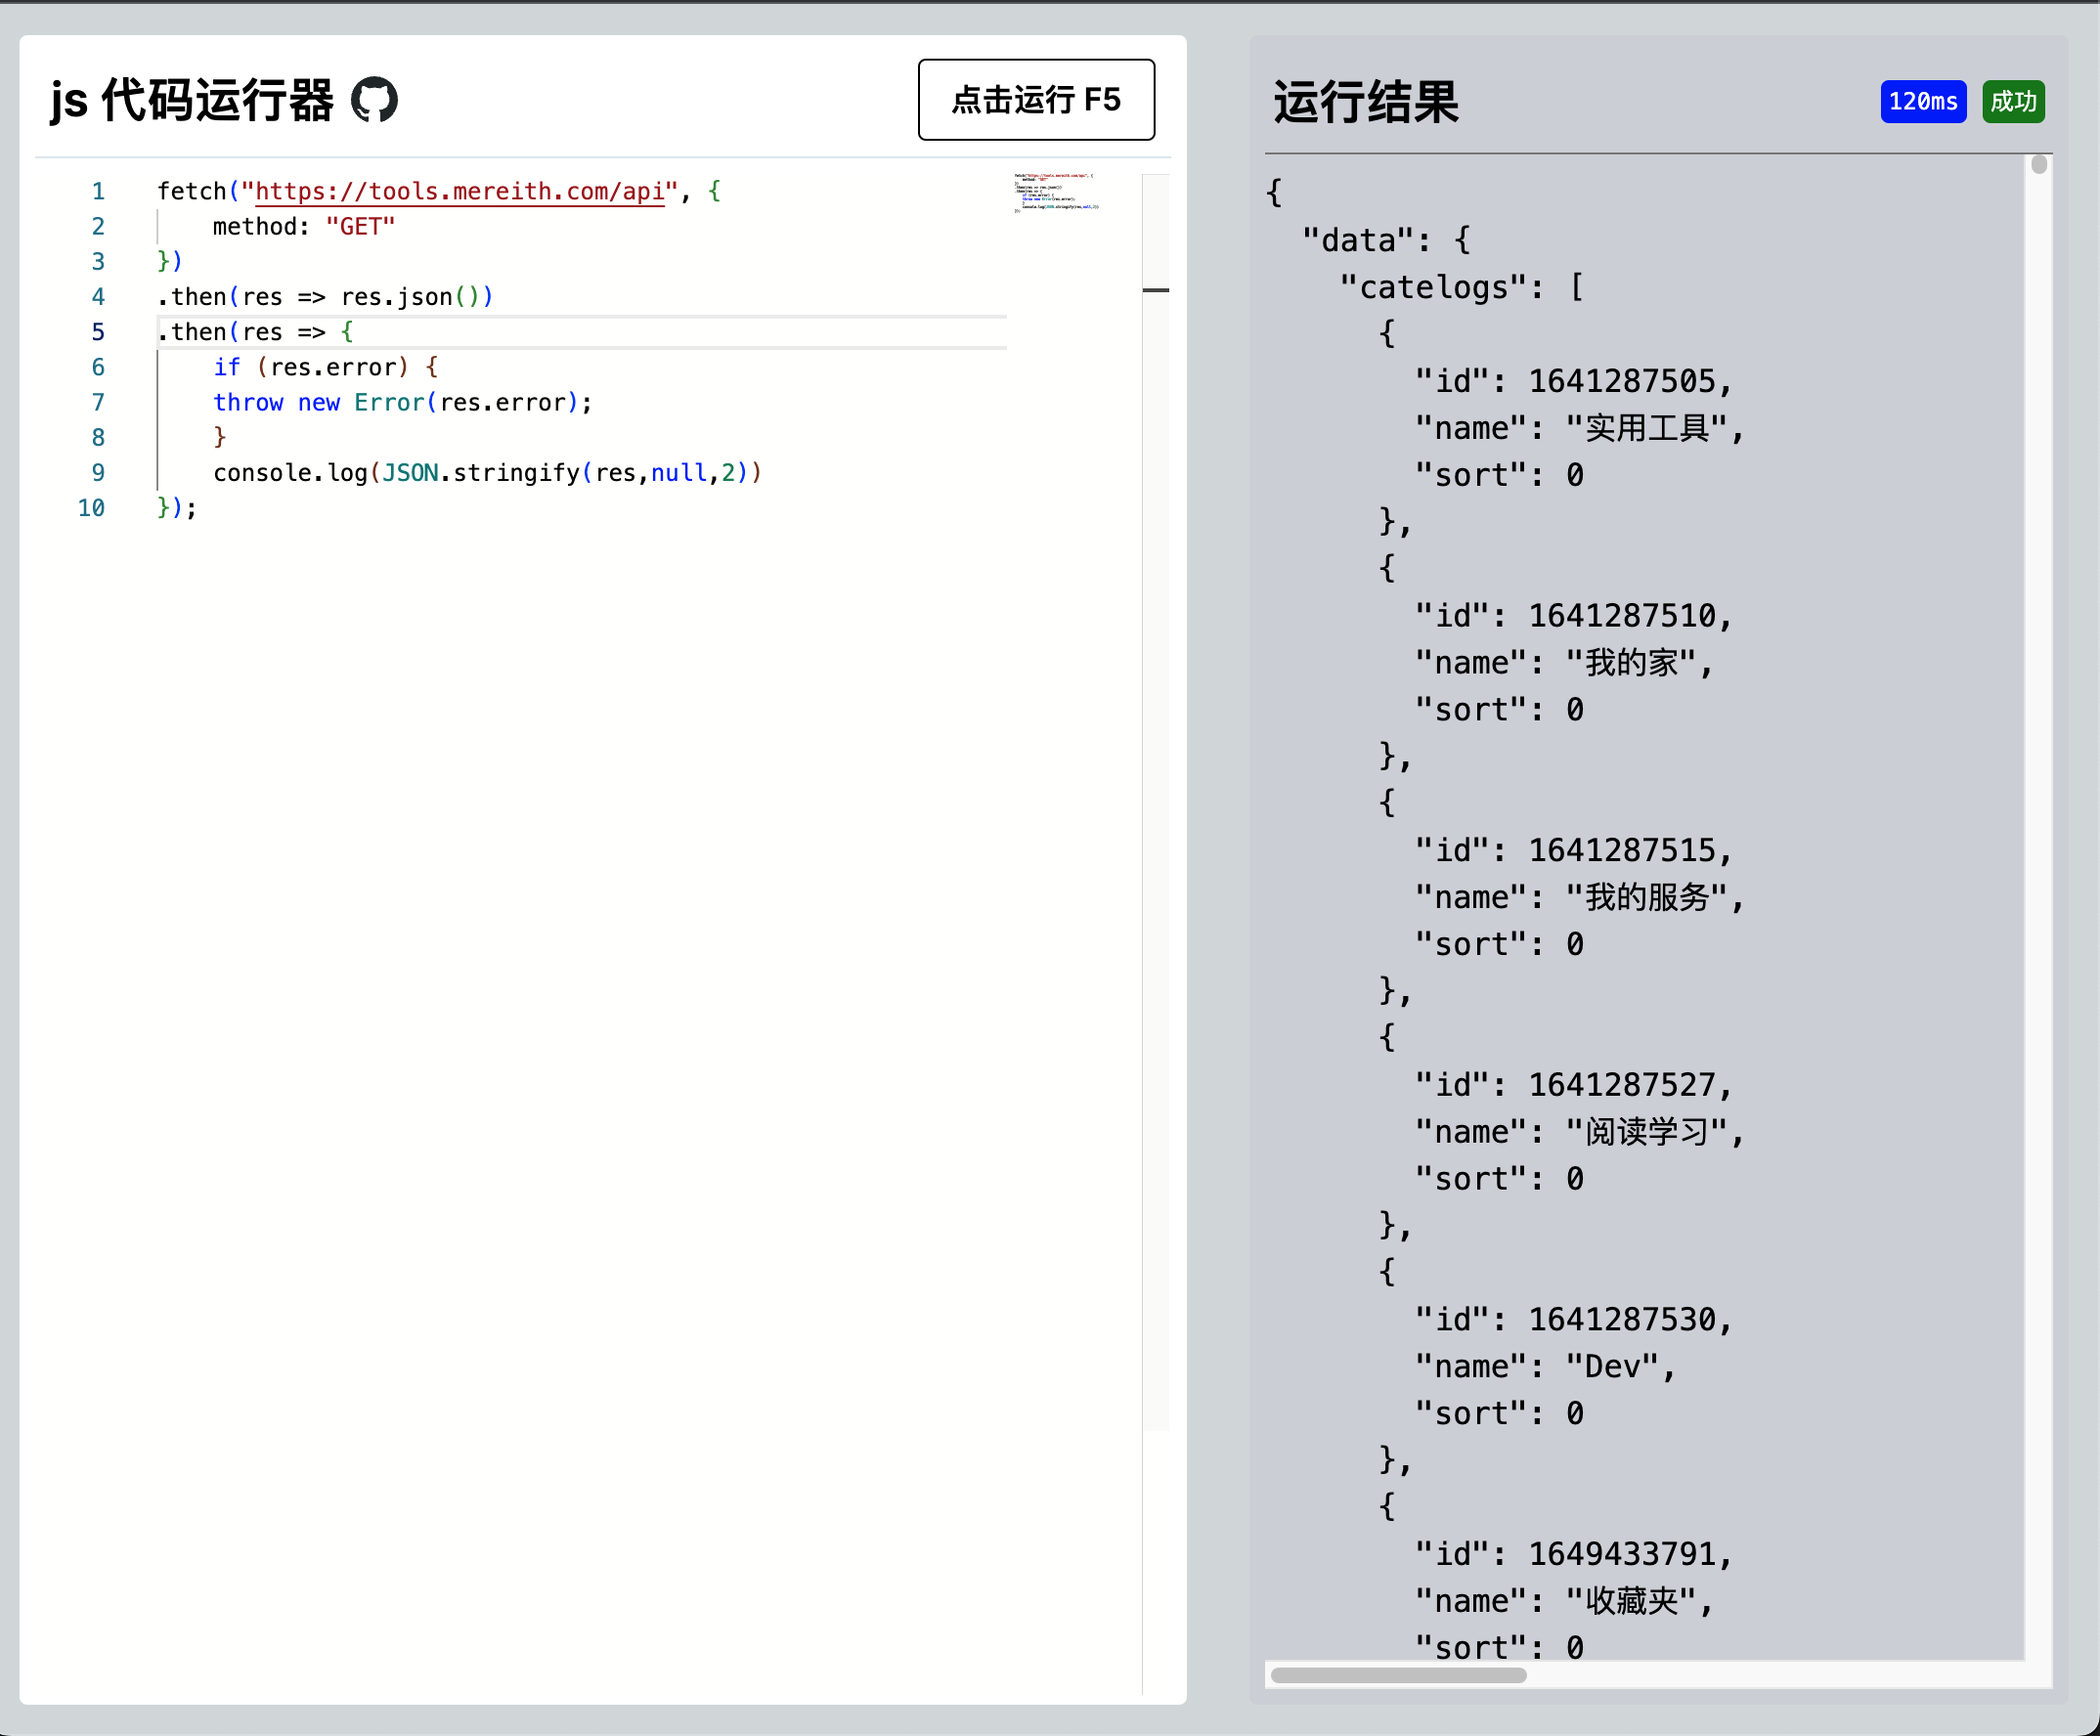 js 代码运行器
点击运行 F5
1 fetch("https://tools.mereith.com/api", {
2     method: "GET"
3 })
4 .then(res => res.json())
5 .then(res => {
6     if (res.error) {
7     throw new Error(res.error);
8     }
9     console.log(JSON.stringify(res,null,2))
10 });
运行结果
120ms 成功
{
  "data": {
    "catelogs": [
      {
        "id": 1641287505,
        "name": "实用工具",
        "sort": 0
      },
      {
        "id": 1641287510,
        "name": "我的家",
        "sort": 0
      },
      {
        "id": 1641287515,
        "name": "我的服务",
        "sort": 0
      },
      {
        "id": 1641287527,
        "name": "阅读学习",
        "sort": 0
      },
      {
        "id": 1641287530,
        "name": "Dev",
        "sort": 0
      },
      {
        "id": 1649433791,
        "name": "收藏夹",
        "sort": 0